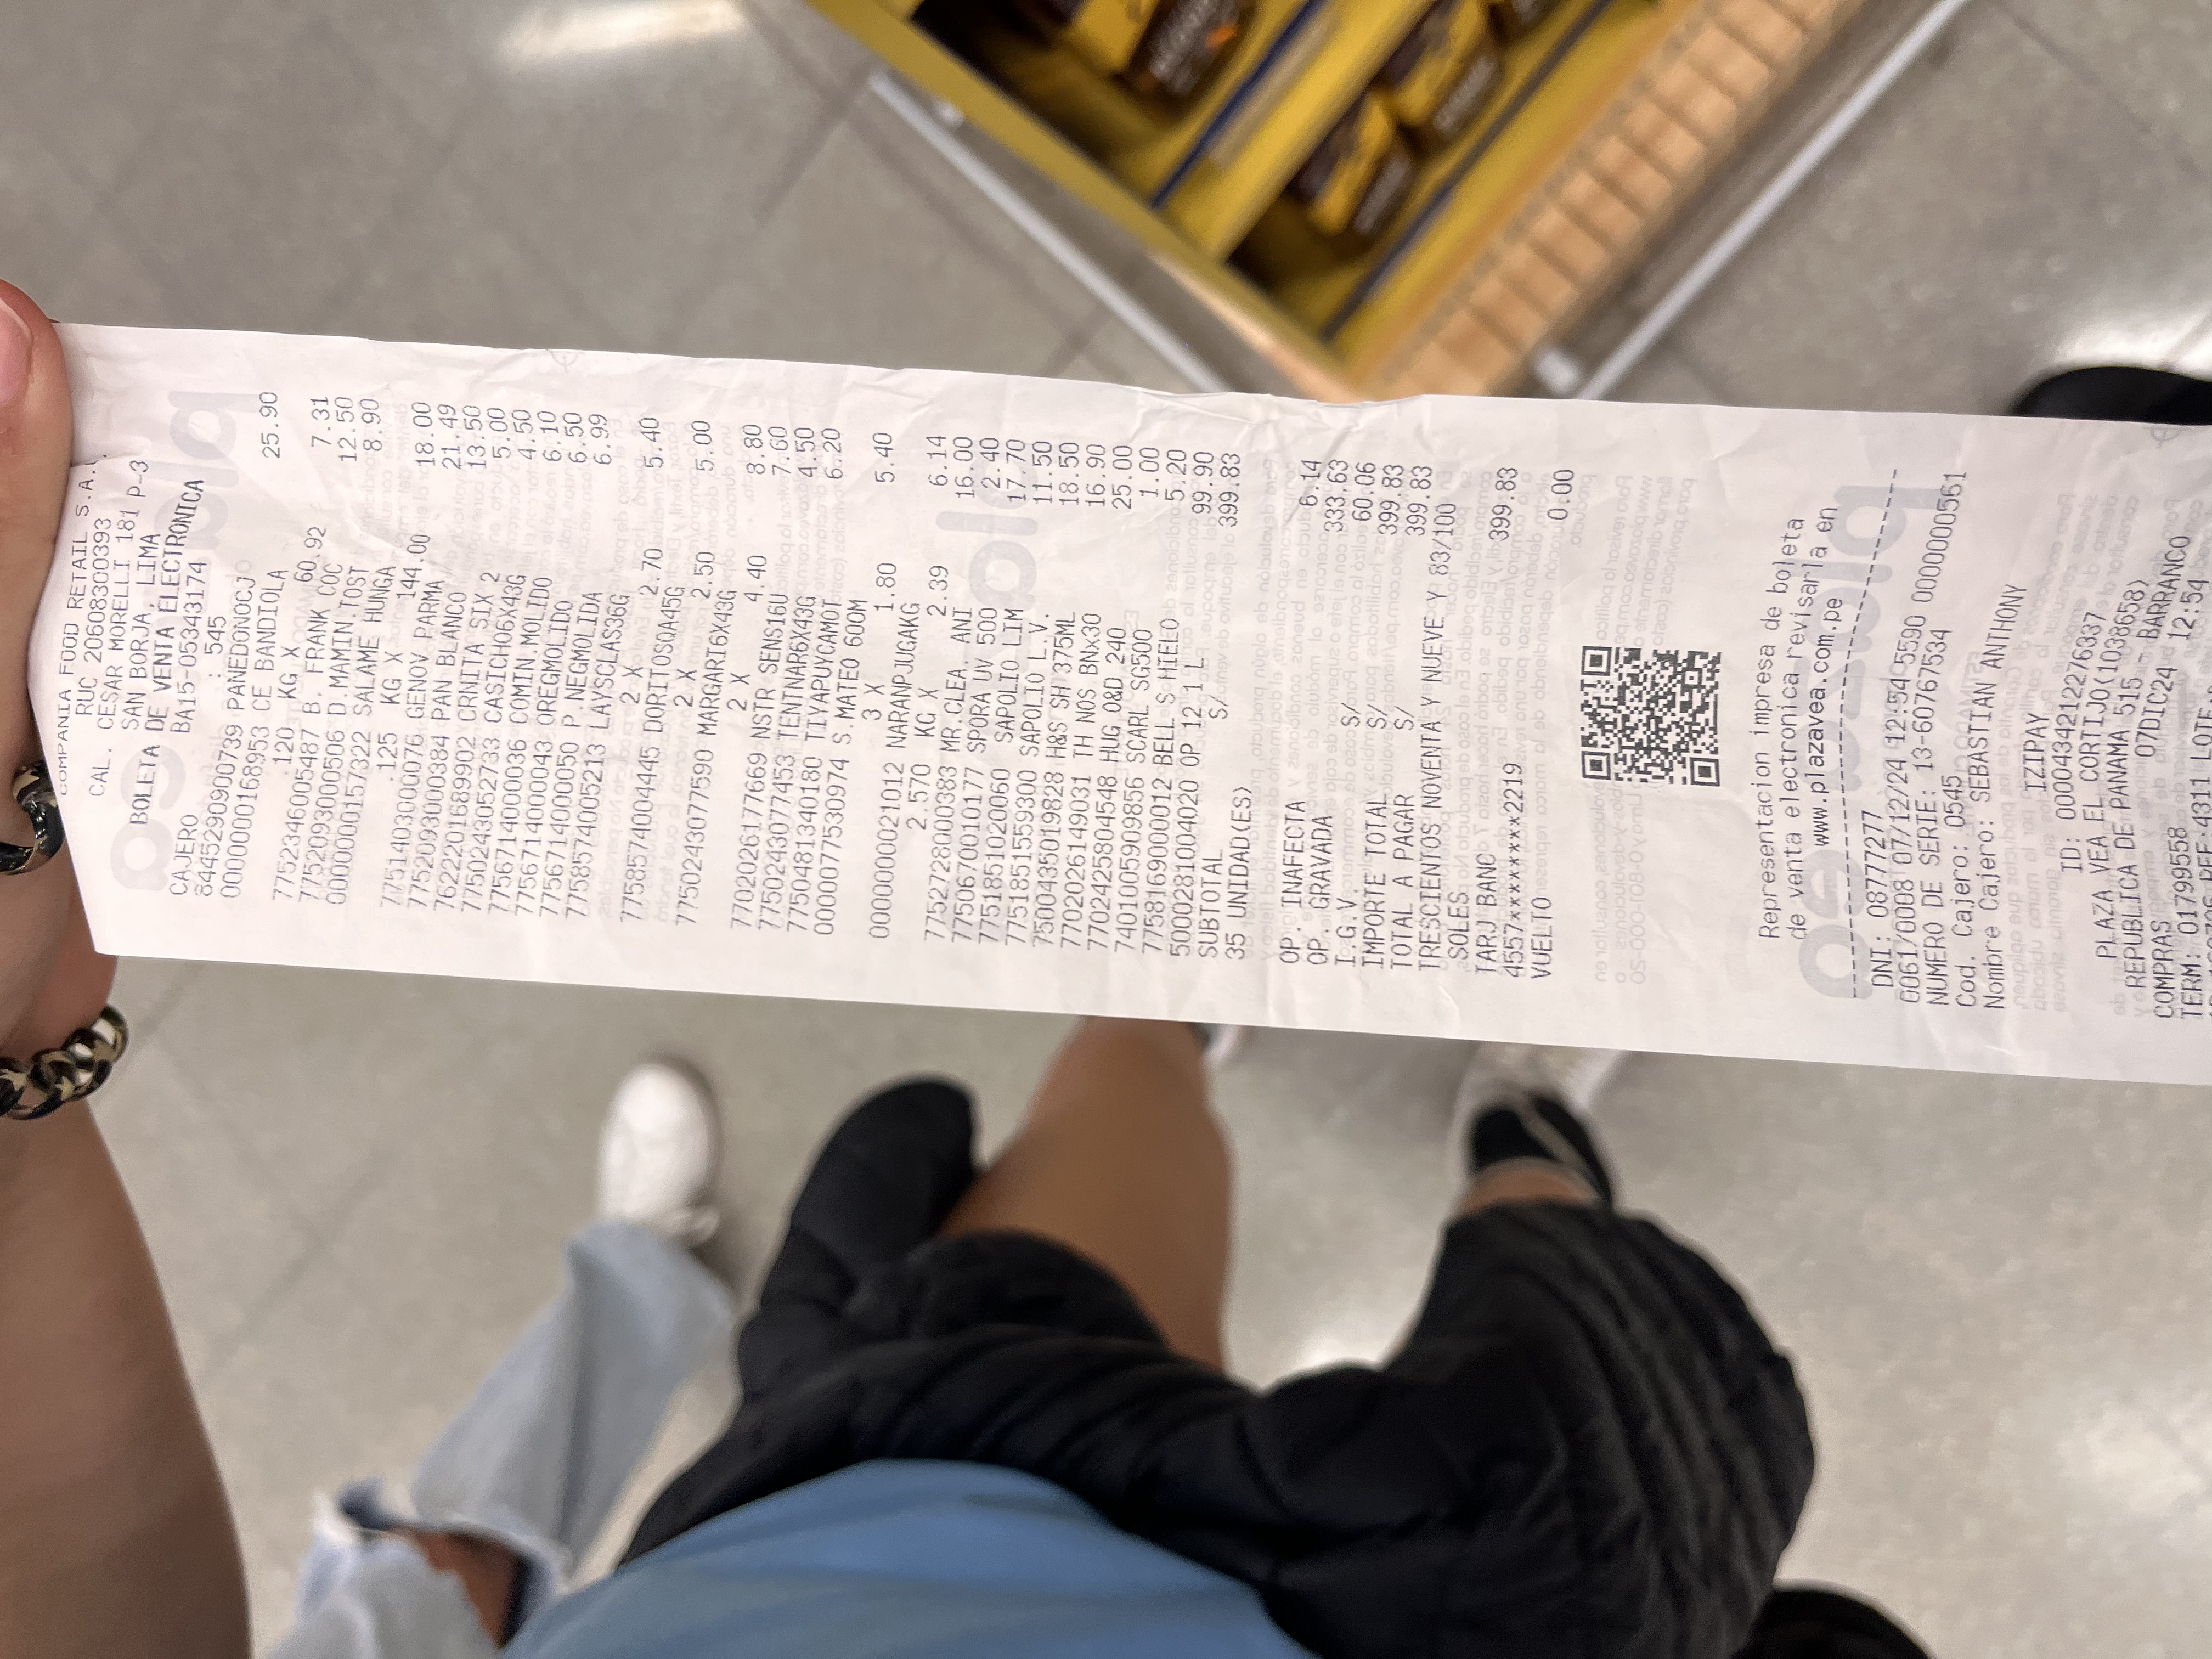 COMPANIA FOOD RETAIL S.A.
RUC 20608300393
CAL. CESAR MORELLI 181 P-3
SAN BORJA, LIMA
BOLETA DE VENTA ELECTRONICA
BA15-05343174
CAJERO : 545
8445290900739 PANEDONOCJ 25.90
0000000168953 CE BANDIOLA
.120 KG X 60.92 7.31
7752346005487 B. FRANK COC 12.50
7752093000506 D.MAMIN.TOST 8.90
0000000157322 SALAME HUNGA
.125 KG X 144.00 18.00
7751403000076 GENOV PARMA 21.49
7752093000384 PAN BLANCO 13.50
7622201689902 CRNITA SIX 2 5.00
7750243052733 CASICHO6X43G 4.50
7756714000036 COMIN.MOLIDO 6.10
7756714000043 OREGMOLIDO 6.50
7756714000050 P.NEGMOLIDA 6.99
7758574005213 LAYSCLAS36G
2 X 2.70 5.40
7758574004445 DORITOSQA45G
2 X 2.50 5.00
7750243077590 MARGARI6X43G
2 X 4.40 8.80
7702026177669 NSTR SENS16U 7.60
7750243077453 TENTNAR6X43G 4.50
7750481340180 TIYAPUYCAMOT 6.20
0000077530974 S.MATEO 600M
3 X 1.80 5.40
0000000021012 NARANPJUGAKG
2.570 KG X 2.39 6.14
7752728000383 MR.CLEA. ANI 16.00
7750670010177 SPORA UV 500 2.40
7751851020060 SAPOLIO LIM 17.70
7751851559300 SAPOLIO L.V. 11.50
7500435019828 H&S SH 375ML 18.50
7702026149031 TH NOS BNx30 16.90
7702425804548 HUG O&D 240 25.00
7401005909856 SCARL SG500 1.00
7758169000012 BELL S HIELO 5.20
5000281004020 OP 12 1 L 99.90
SUBTOTAL S/ 399.83
35 UNIDAD(ES)
OP. INAFECTA 6.14
OP. GRAVADA 333.63
I.G.V. S/ 60.06
IMPORTE TOTAL S/ 399.83
TOTAL A PAGAR S/ 399.83
TRESCIENTOS NOVENTA Y NUEVE Y 83/100
SOLES
TARJ BANC 399.83
4557********2219
VUELTO 0.00
Representacion impresa de boleta
de venta electronica revisarla en
www.plazavea.com.pe
DNI: 08777277
0061/0008 07/12/24 12:54 5590 0000000561
NUMERO DE SERIE: 13-60767534
Cod. Cajero: 0545
Nombre Cajero: SEBASTIAN ANTHONY
IZIPAY
ID: 0000434212276337
PLAZA VEA EL CORTIJO(1038658)
REPUBLICA DE PANAMA 515 - BARRANCO
COMPRAS 07DIC24 12:54
TERM: 01799558
REF:4311 LOTE